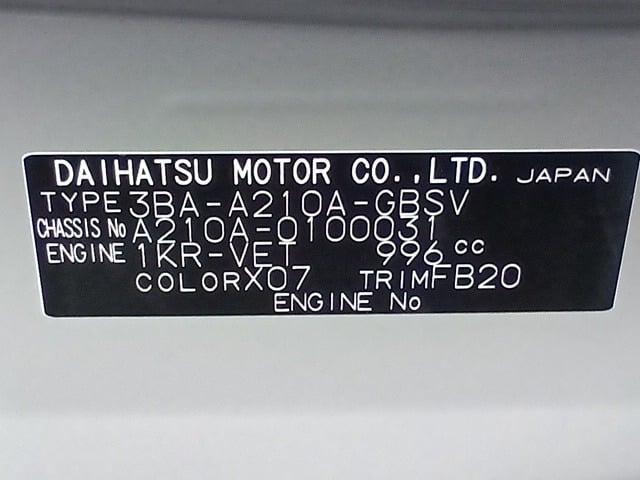 DAIHATSU MOTOR CO.,LTD. JAPAN
TYPE 3BA-A210A-GBSV
CHASSIS No A210A-0100031
ENGINE 1KR-VET 996 cc
COLOR X07 TRIM FB20
ENGINE No